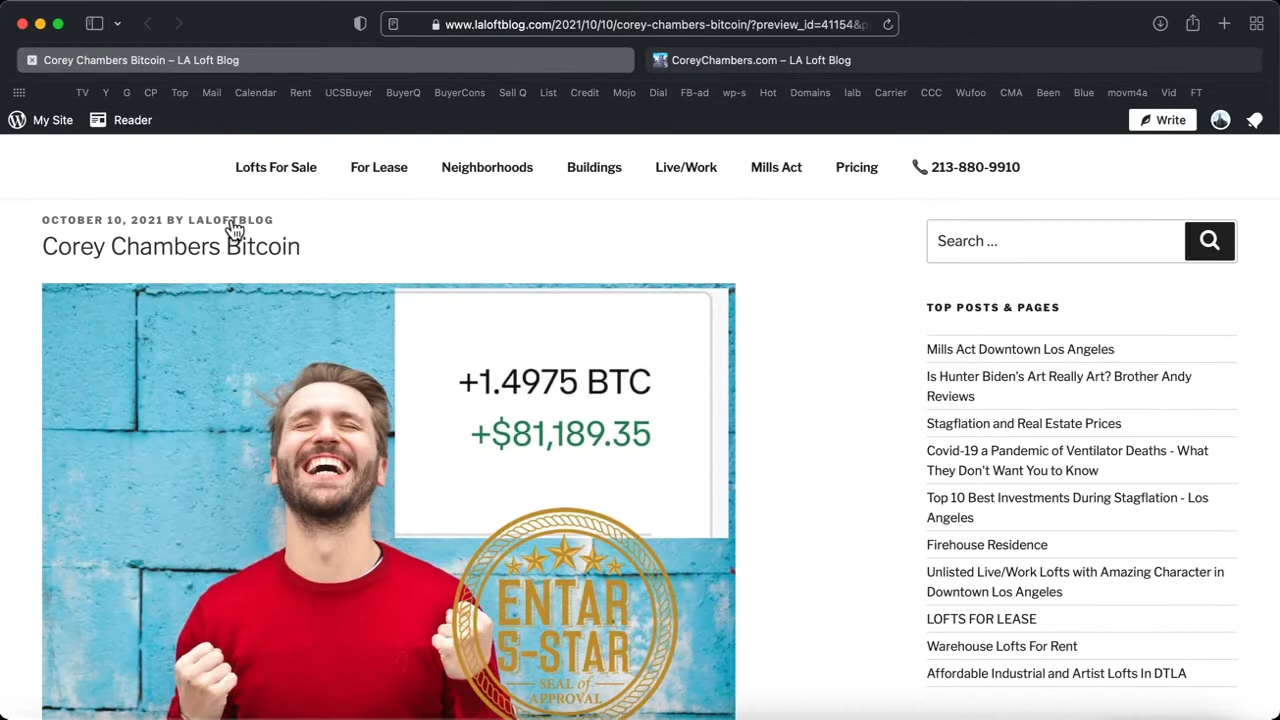 www.laloftblog.com/2021/10/10/corey-chambers-bitcoin/?preview_id=41154&p
Corey Chambers Bitcoin – LA Loft Blog
CoreyChambers.com – LA Loft Blog
TV Y G CP Top Mail Calendar Rent UCSBuyer BuyerQ BuyerCons Sell Q List Credit Mojo Dial FB-ad wp-s Hot Domains lalb Carrier CCC Wufoo CMA Been Blue movm4a Vid FT
My Site Reader Write
Lofts For Sale For Lease Neighborhoods Buildings Live/Work Mills Act Pricing 📞 213-880-9910
OCTOBER 10, 2021 BY LALOFTBLOG
Corey Chambers Bitcoin
+1.4975 BTC
+$81,189.35
ENTAR
5-STAR
SEAL of
APPROVAL
Search …
TOP POSTS & PAGES
Mills Act Downtown Los Angeles
Is Hunter Biden's Art Really Art? Brother Andy
Reviews
Stagflation and Real Estate Prices
Covid-19 a Pandemic of Ventilator Deaths - What
They Don't Want You to Know
Top 10 Best Investments During Stagflation - Los
Angeles
Firehouse Residence
Unlisted Live/Work Lofts with Amazing Character in
Downtown Los Angeles
LOFTS FOR LEASE
Warehouse Lofts For Rent
Affordable Industrial and Artist Lofts In DTLA